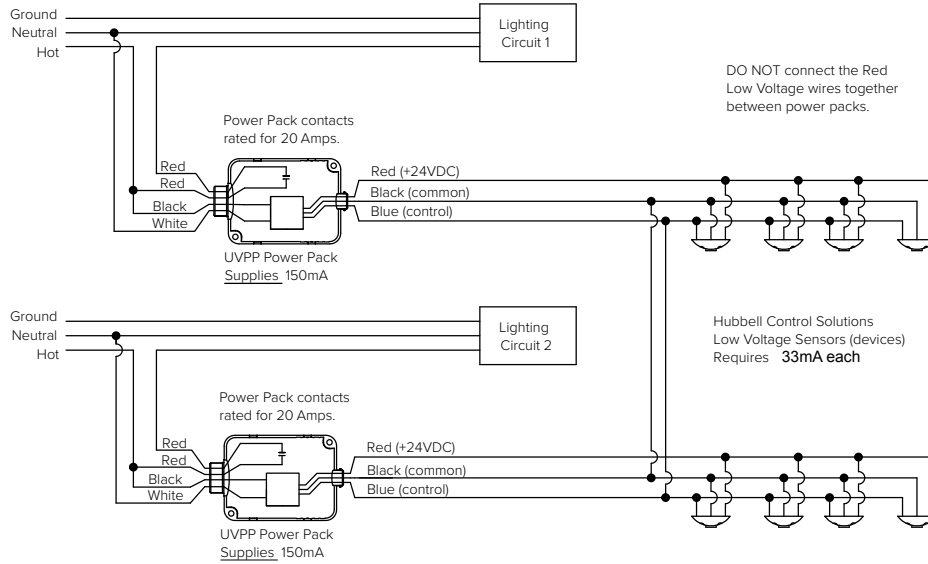 Ground
Neutral
Hot
Lighting
Circuit 1
DO NOT connect the Red
Low Voltage wires together
between power packs.
Power Pack contacts
rated for 20 Amps.
Red
Red
Black
White
Red (+24VDC)
Black (common)
Blue (control)
UVPP Power Pack
Supplies 150mA
Ground
Neutral
Hot
Lighting
Circuit 2
Hubbell Control Solutions
Low Voltage Sensors (devices)
Requires 33mA each
Power Pack contacts
rated for 20 Amps.
Red
Red
Black
White
Red (+24VDC)
Black (common)
Blue (control)
UVPP Power Pack
Supplies 150mA